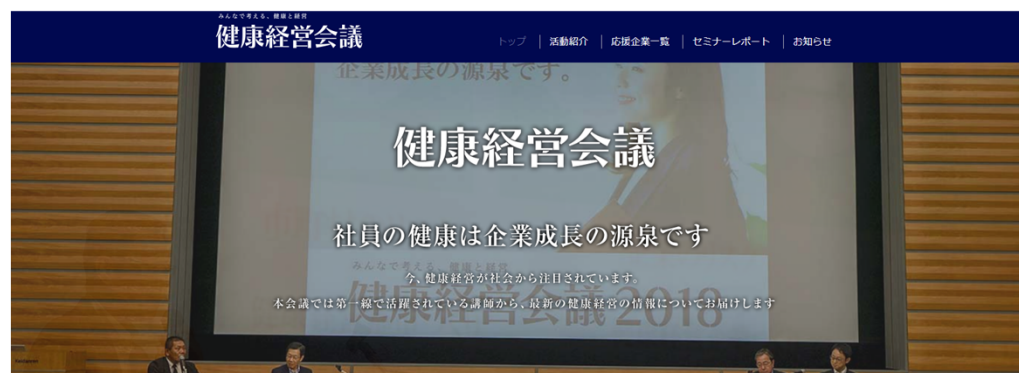 みんなで考える、健康と経営
健康経営会議
トップ
活動紹介
応援企業一覧
セミナーレポート
お知らせ
企業成長の源泉です。
健康経営会議
社員の健康は企業成長の源泉です
みんなで考える、健康と経営
今、健康経営が社会から注目されています。
本会議では第一線で活躍されている講師から、最新の健康経営の情報についてお届けします
健康経営会議2018